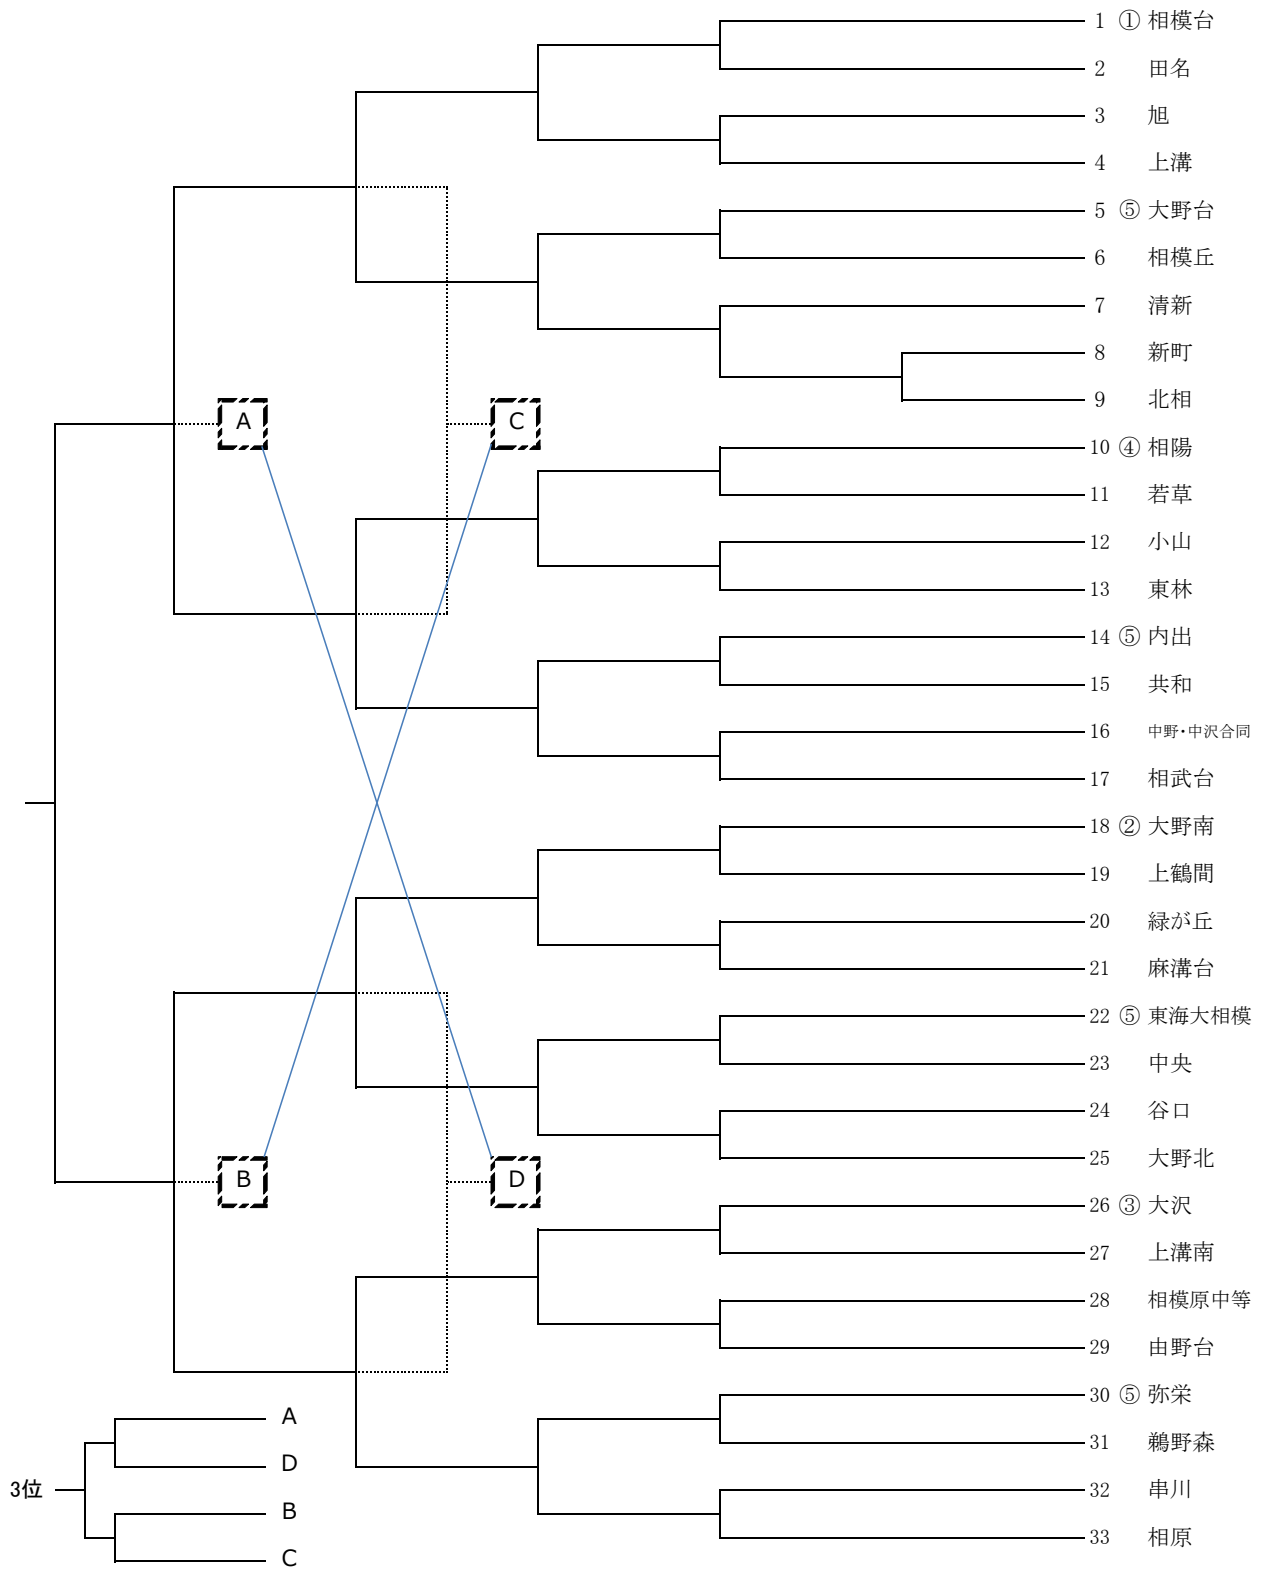 1 ① 相模台
2 田名
3 旭
4 上溝
5 ⑤ 大野台
6 相模丘
7 清新
8 新町
9 北相
A
C
10 ④ 相陽
11 若草
12 小山
13 東林
14 ⑤ 内出
15 共和
16 中野・中沢合同
17 相武台
18 ② 大野南
19 上鶴間
20 緑が丘
21 麻溝台
22 ⑤ 東海大相模
23 中央
24 谷口
25 大野北
B
D
26 ③ 大沢
27 上溝南
28 相模原中等
29 由野台
30 ⑤ 弥栄
31 鵜野森
32 串川
33 相原
3位
A
D
B
C